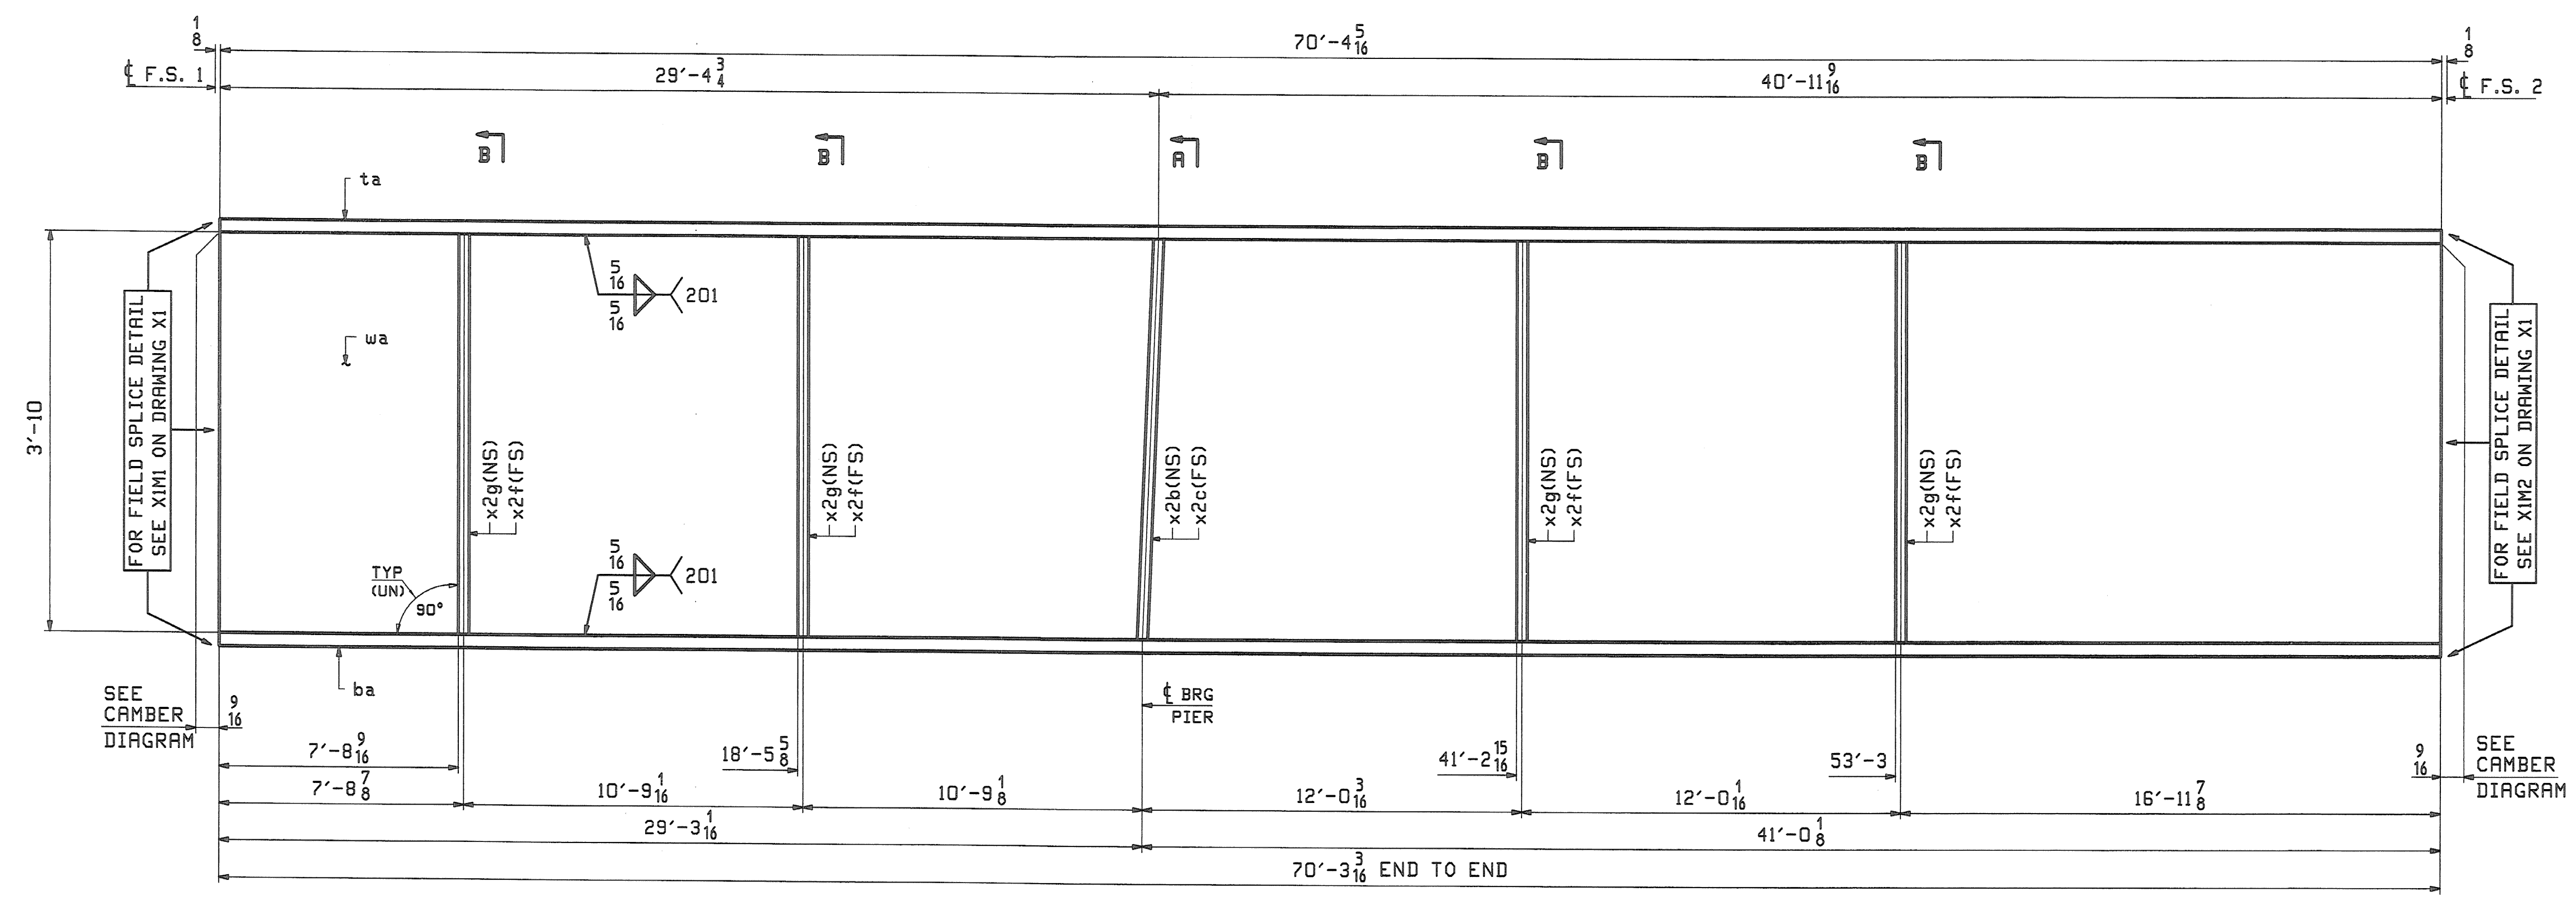 1/8
70'-4 5/16
1/8
℄ F.S. 1
29'-4 3/4
40'-11 9/16
℄ F.S. 2
B
B
A
B
B
ta
5/16
5/16
201
wa
FOR FIELD SPLICE DETAIL
SEE X1M1 ON DRAWING X1
FOR FIELD SPLICE DETAIL
SEE X1M2 ON DRAWING X1
3'-10
x2g(NS)
x2f(FS)
x2g(NS)
x2f(FS)
x2b(NS)
x2c(FS)
x2g(NS)
x2f(FS)
x2g(NS)
x2f(FS)
TYP
(UN)
90°
5/16
5/16
201
ba
℄ BRG
PIER
SEE
CAMBER
DIAGRAM
9/16
7'-8 9/16
18'-5 5/8
41'-2 15/16
53'-3
9/16
SEE
CAMBER
DIAGRAM
7'-8 7/8
10'-9 1/16
10'-9 1/8
12'-0 3/16
12'-0 1/16
16'-11 7/8
29'-3 1/16
41'-0 1/8
70'-3 3/16 END TO END